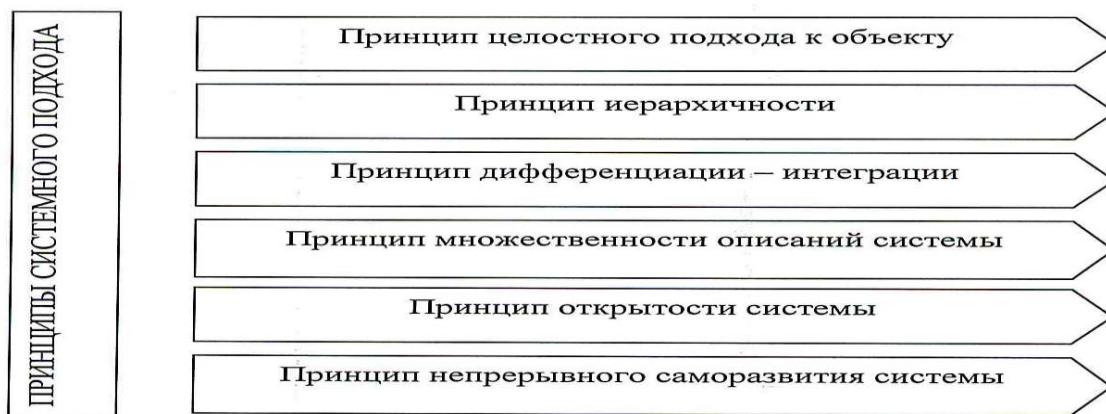 ПРИНЦИПЫ СИСТЕМНОГО ПОДХОДА
Принцип целостного подхода к объекту
Принцип иерархичности
Принцип дифференциации – интеграции
Принцип множественности описаний системы
Принцип открытости системы
Принцип непрерывного саморазвития системы